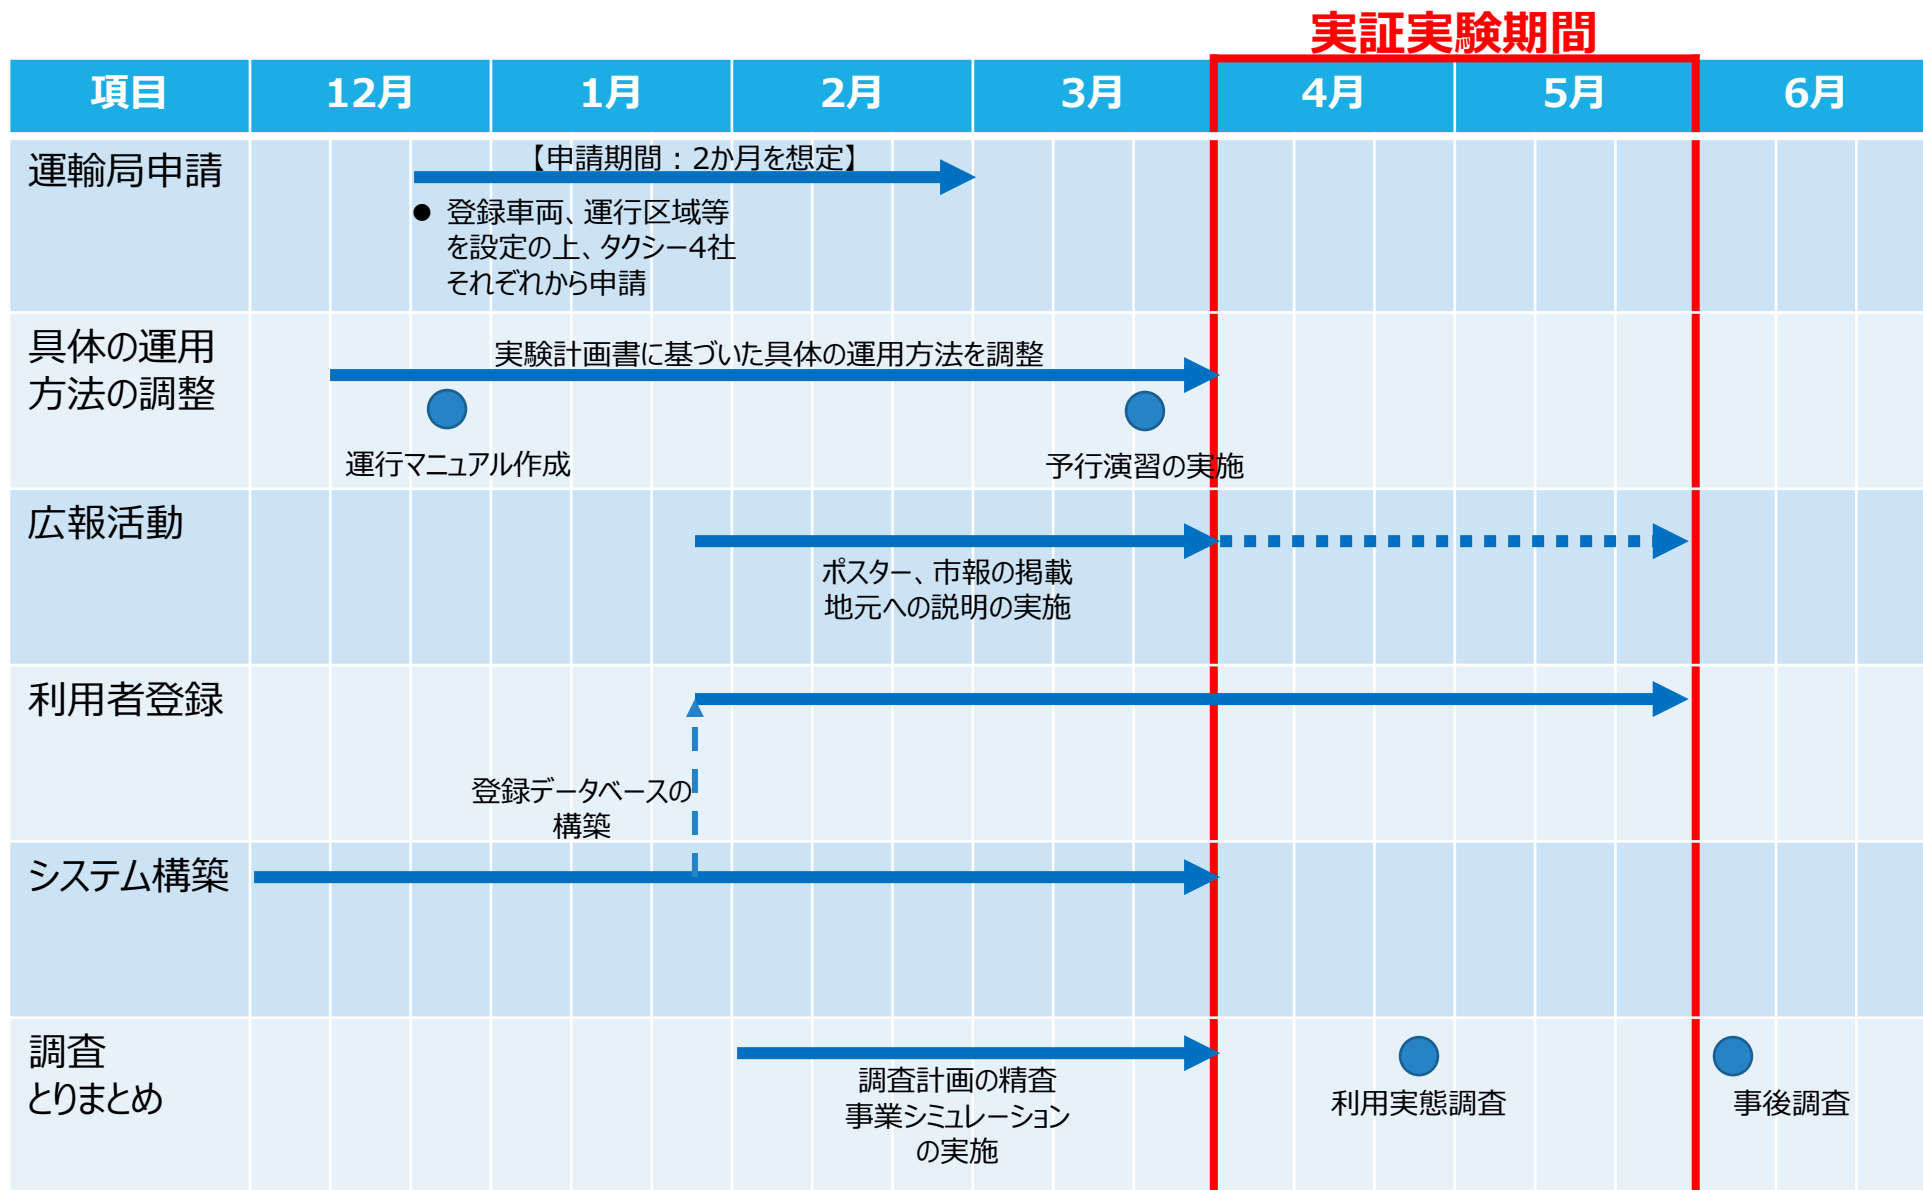 実証実験期間
項目 12月 1月 2月 3月 4月 5月 6月
運輸局申請
【申請期間：2か月を想定】
● 登録車両、運行区域等
を設定の上、タクシー4社
それぞれから申請
具体の運用
方法の調整
実験計画書に基づいた具体の運用方法を調整
運行マニュアル作成
予行演習の実施
広報活動
ポスター、市報の掲載
地元への説明の実施
利用者登録
登録データベースの
構築
システム構築
調査
とりまとめ
調査計画の精査
事業シミュレーション
の実施
利用実態調査
事後調査